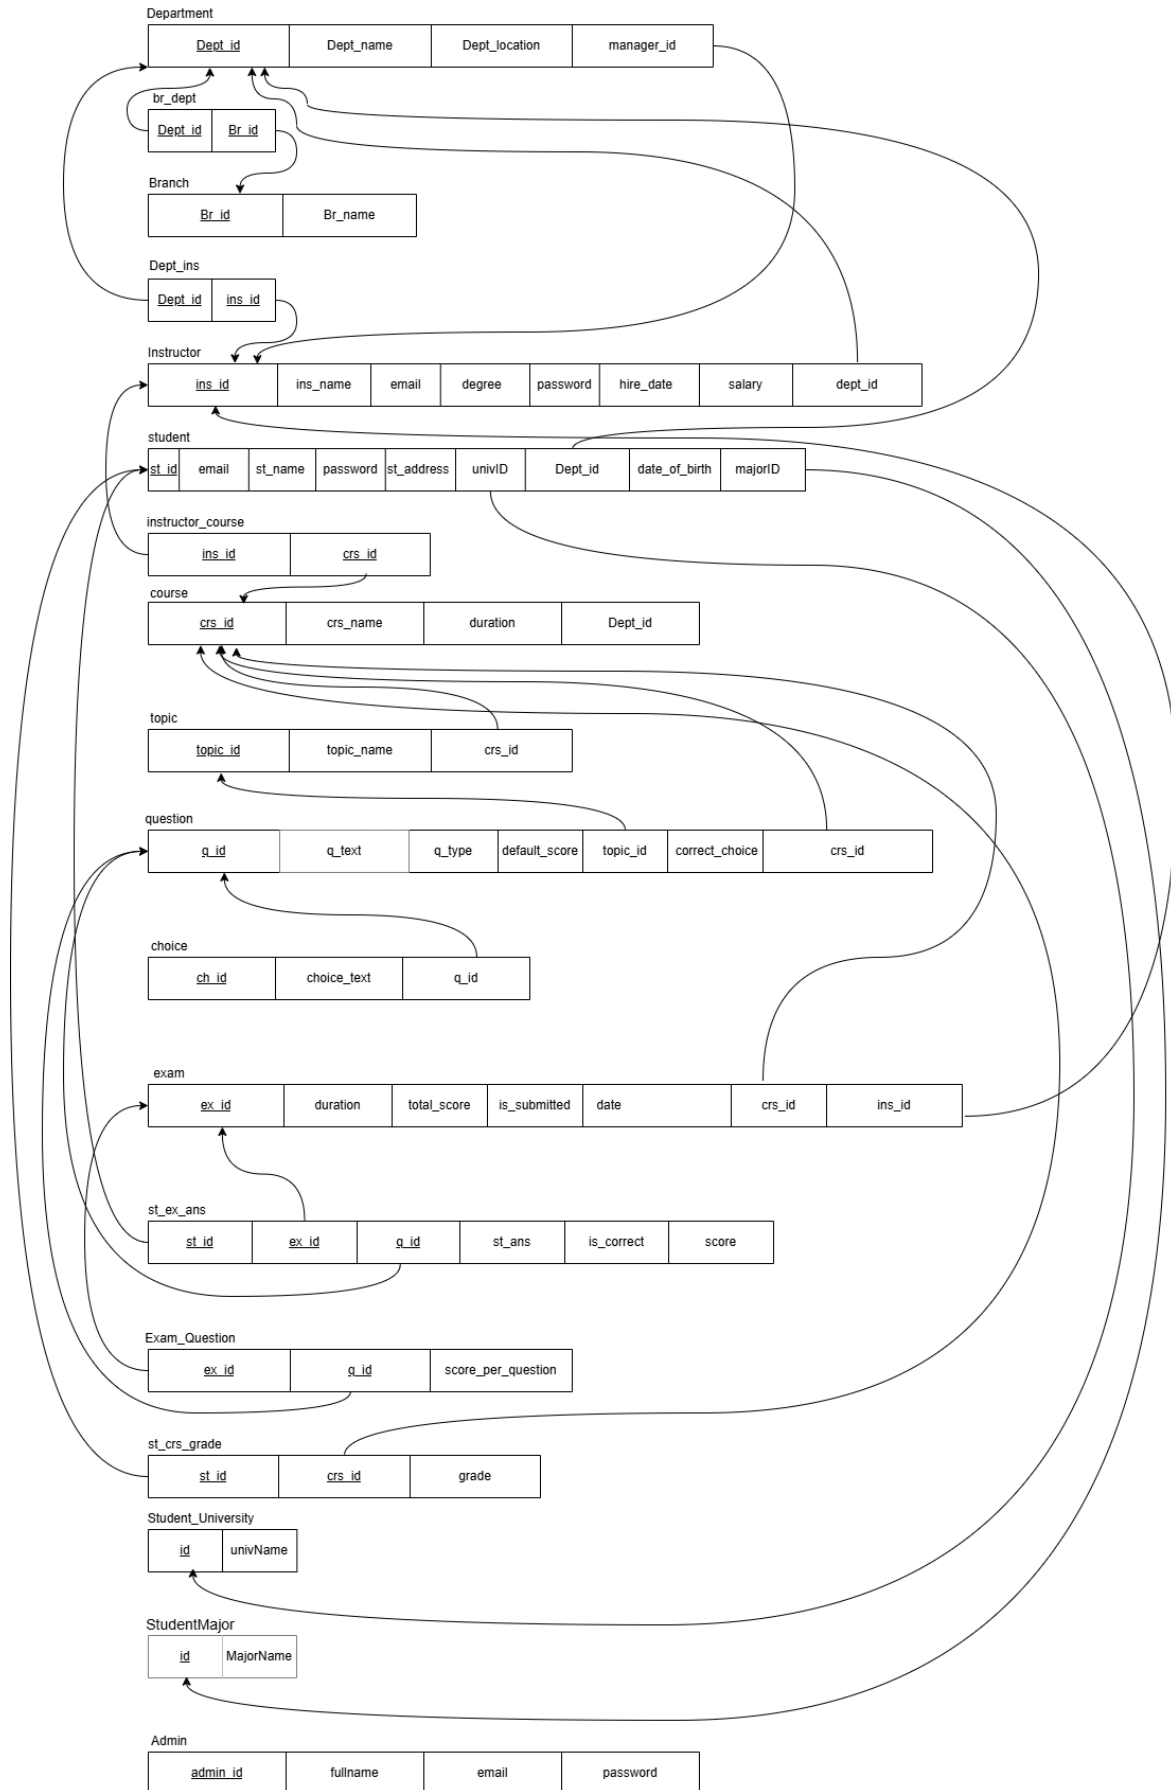 Department
Dept_id Dept_name Dept_location manager_id
br_dept
Dept_id Br_id
Branch
Br_id Br_name
Dept_ins
Dept_id ins_id
Instructor
ins_id ins_name email degree password hire_date salary dept_id
student
st_id email st_name password st_address univID Dept_id date_of_birth majorID
instructor_course
ins_id crs_id
course
crs_id crs_name duration Dept_id
topic
topic_id topic_name crs_id
question
q_id q_text q_type default_score topic_id correct_choice crs_id
choice
ch_id choice_text q_id
exam
ex_id duration total_score is_submitted date crs_id ins_id
st_ex_ans
st_id ex_id q_id st_ans is_correct score
Exam_Question
ex_id q_id score_per_question
st_crs_grade
st_id crs_id grade
Student_University
id univName
StudentMajor
id MajorName
Admin
admin_id fullname email password